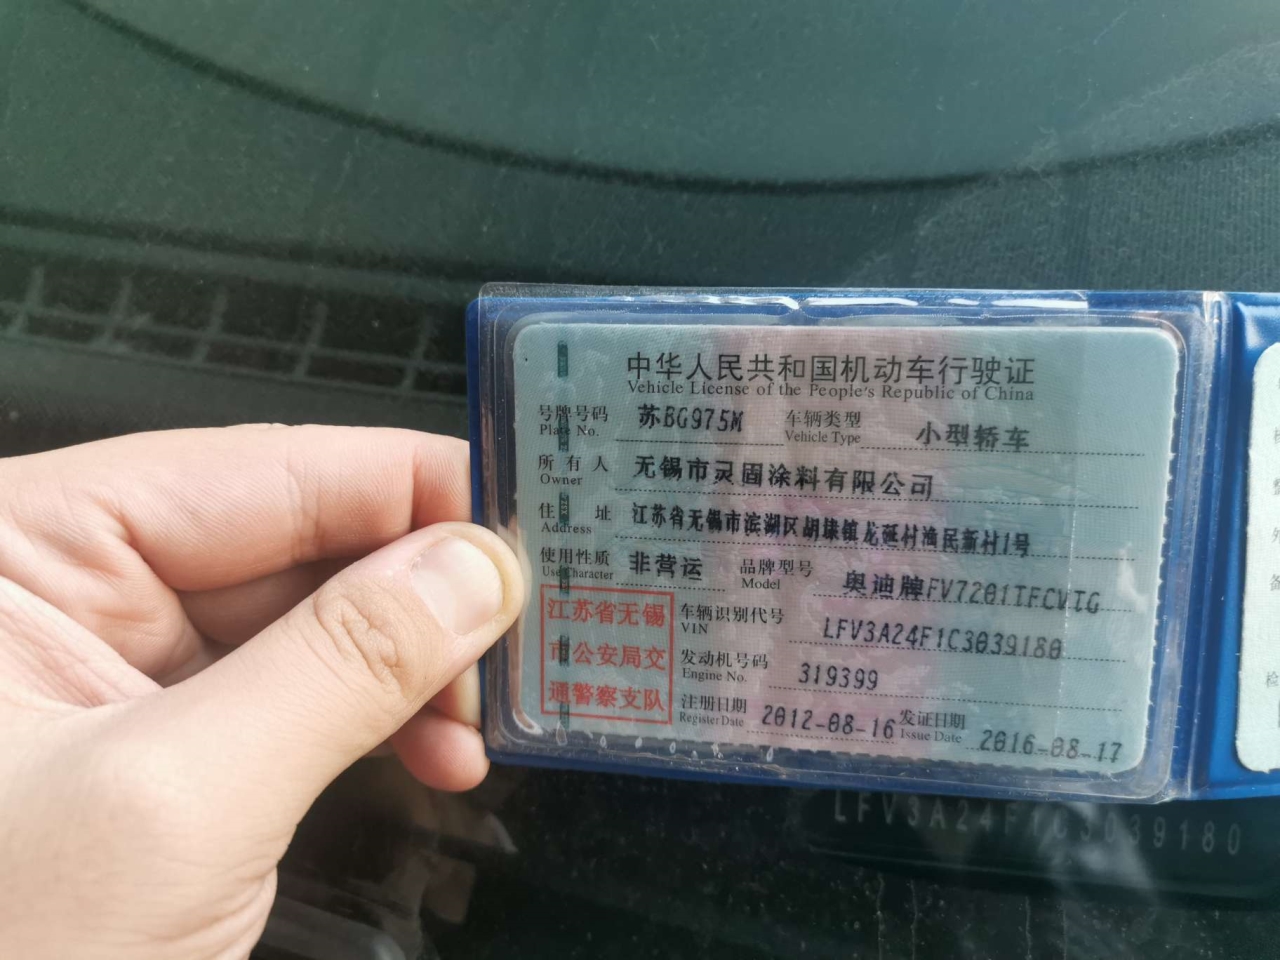 中华人民共和国机动车行驶证
Vehicle License of the People's Republic of China
号牌号码 苏BG975M 车辆类型 小型轿车
Plate No. Vehicle Type
所有人 无锡市灵固涂料有限公司
Owner
住址 江苏省无锡市滨湖区胡埭镇龙延村渔民新村1号
Address
使用性质 非营运 品牌型号 奥迪牌FV7201TFCVTG
Use Character Model
江苏省无锡
市公安局交
通警察支队
车辆识别代号 LFV3A24F1C3039180
VIN
发动机号码 319399
Engine No.
注册日期 2012-08-16 发证日期 2016-08-17
Register Date Issue Date
LFV3A24F1C3039180